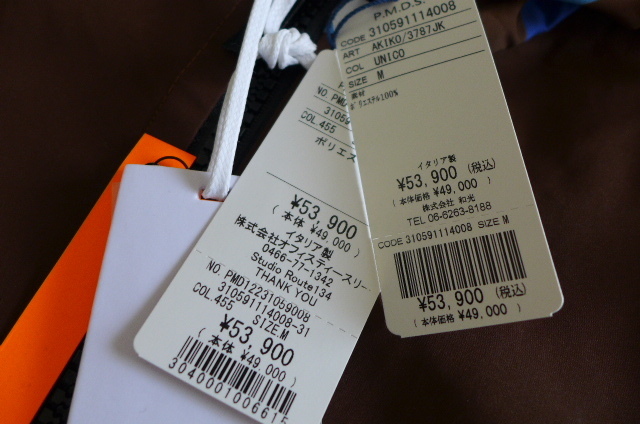 P.M.D.S.
CODE 310591114008
ART AKIKO/3787JK
COL UNICO
SIZE M
素材
ポリエステル100%
イタリア製
¥53,900 (税込)
( 本体価格 ¥49,000 )
株式会社 和光
TEL 06-6263-8188
CODE 310591114008 SIZE M
¥53,900 (税込)
( 本体価格 ¥49,000 )
NO. PMD
31059
COL. 455
ポリエス
¥53,900
( 本体 ¥49,000 )
イタリア製
株式会社オフィスティースリー
0466-77-1342
Studio Route134
THANK YOU
NO. PMD12231059008
310591114008-31
COL. 455 SIZE.M
¥53,900
( 本体 ¥49,000 )
3040001006615